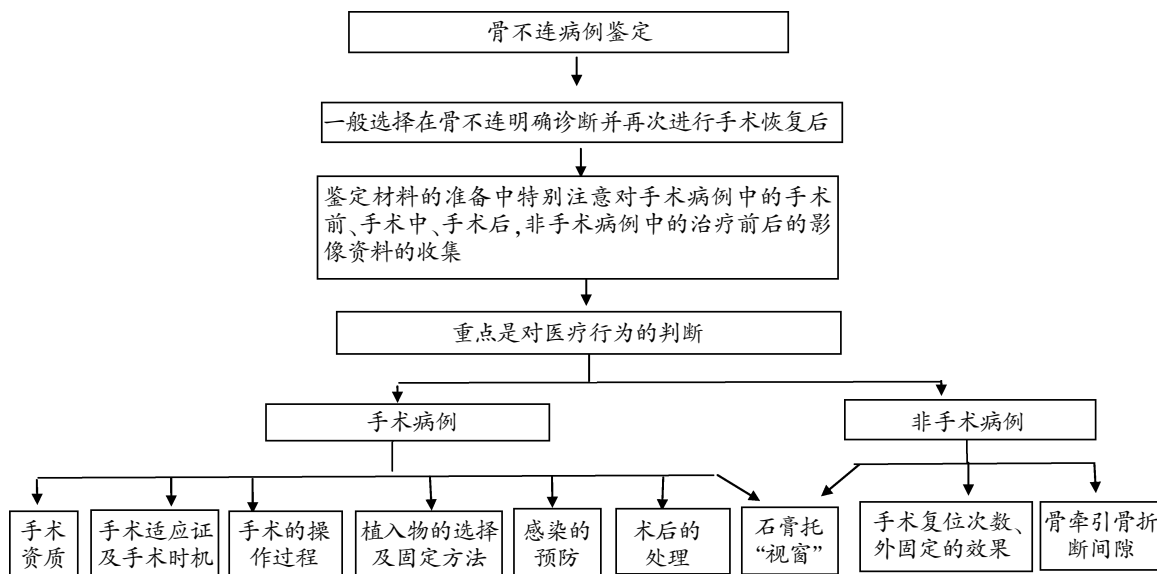 骨不连病例鉴定
一般选择在骨不连明确诊断并再次进行手术恢复后
鉴定材料的准备中特别注意对手术病例中的手术
前、手术中、手术后,非手术病例中的治疗前后的影
像资料的收集
重点是对医疗行为的判断
手术病例
非手术病例
手术
资质
手术适应证
及手术时机
手术的操
作过程
植入物的选择
及固定方法
感染的
预防
术后的
处理
石膏托
“视窗”
手术复位次数、
外固定的效果
骨牵引骨折
断间隙